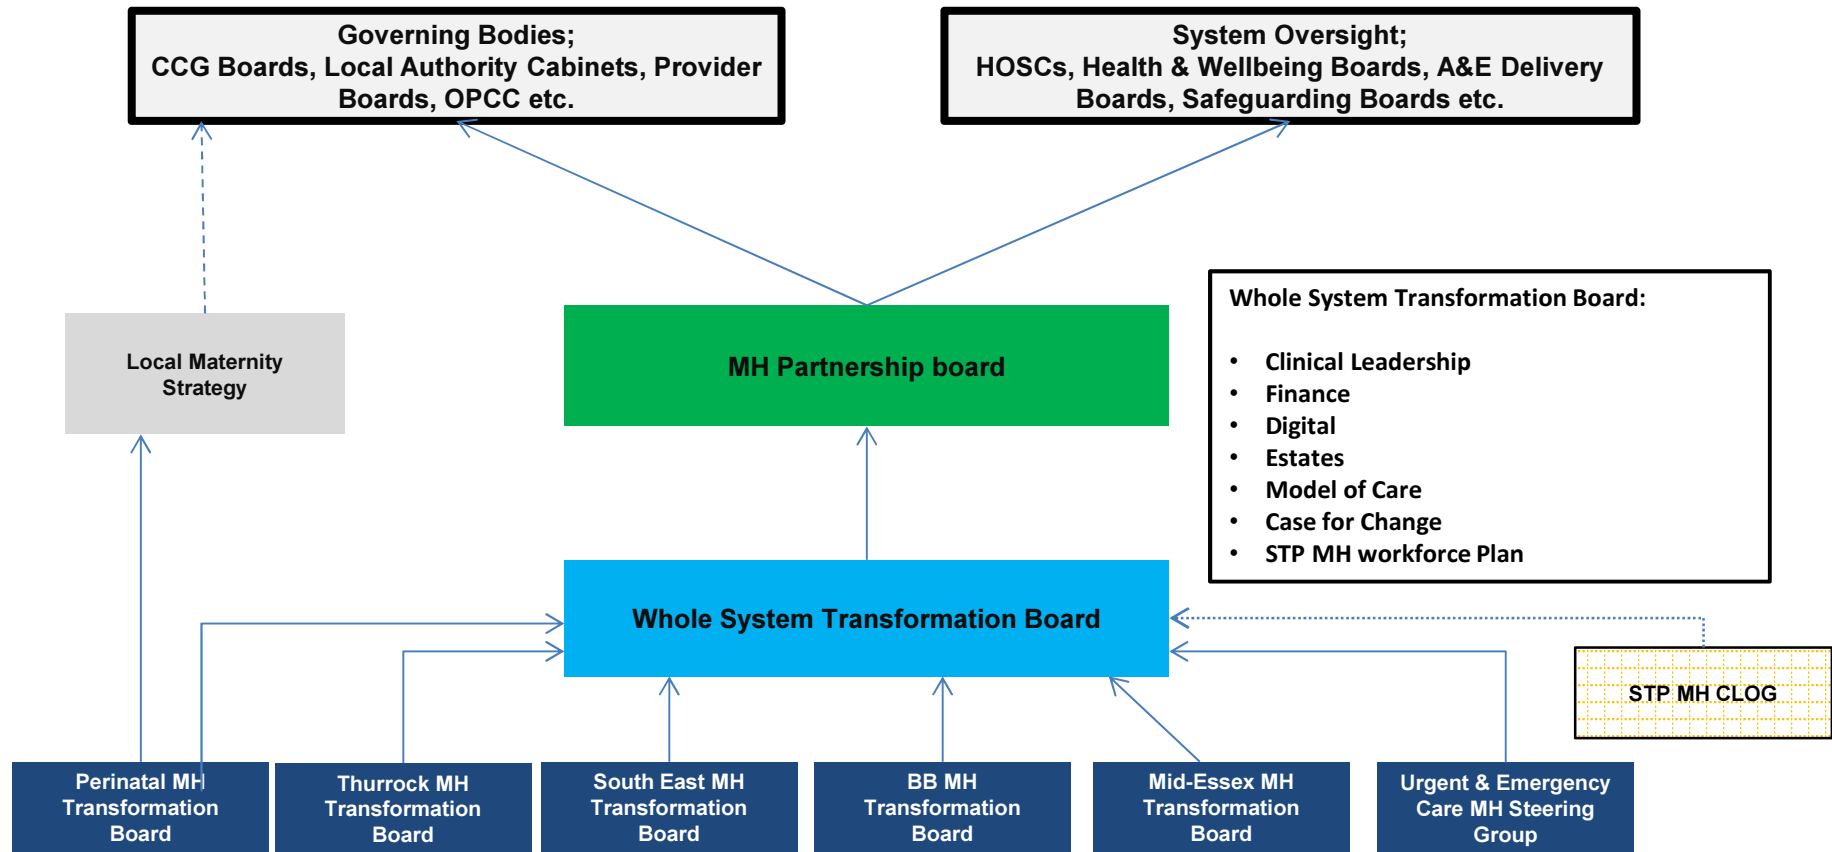 Governing Bodies;
CCG Boards, Local Authority Cabinets, Provider
Boards, OPCC etc.
System Oversight;
HOSCs, Health & Wellbeing Boards, A&E Delivery
Boards, Safeguarding Boards etc.
Local Maternity
Strategy
MH Partnership board
Whole System Transformation Board:
• Clinical Leadership
• Finance
• Digital
• Estates
• Model of Care
• Case for Change
• STP MH workforce Plan
Whole System Transformation Board
STP MH CLOG
Perinatal MH
Transformation
Board
Thurrock MH
Transformation
Board
South East MH
Transformation
Board
BB MH
Transformation
Board
Mid-Essex MH
Transformation
Board
Urgent & Emergency
Care MH Steering
Group